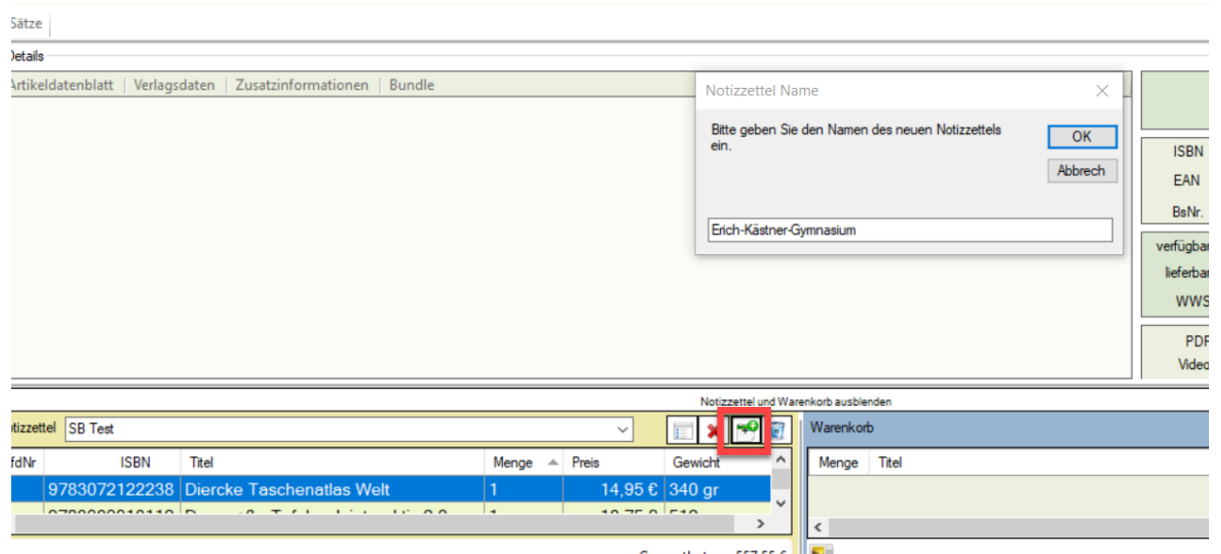 Sätze
Details
Artikeldatenblatt Verlagsdaten Zusatzinformationen Bundle
Notizzettel Name
Bitte geben Sie den Namen des neuen Notizzettels
ein.
OK
Abbrech
Erich-Kästner-Gymnasium
ISBN
EAN
BsNr.
verfügbar
lieferbar
WWS
PDF
Video
Notizzettel und Warenkorb ausblenden
otizzettel SB Test
Warenkorb
fdNr ISBN Titel Menge Preis Gewicht
Menge Titel
9783072122238 Diercke Taschenatlas Welt 1 14,95 € 340 gr